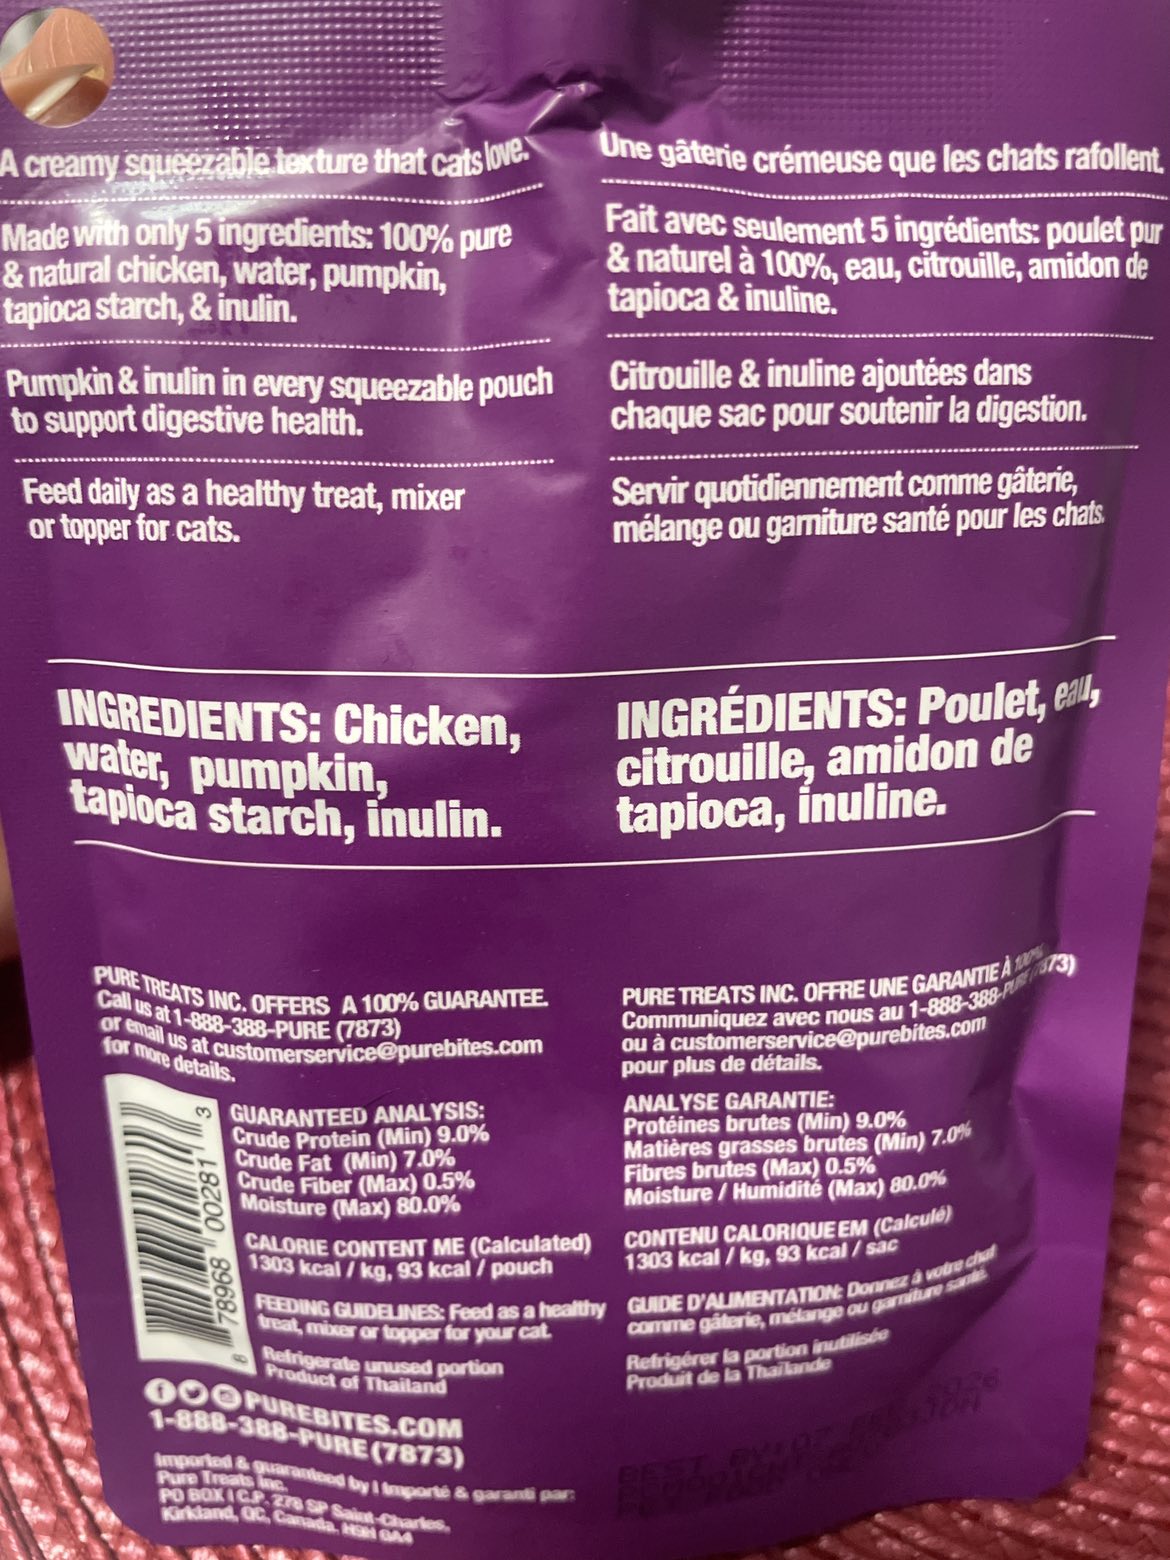 A creamy squeezable texture that cats love.
Made with only 5 ingredients: 100% pure
& natural chicken, water, pumpkin,
tapioca starch, & inulin.
Pumpkin & inulin in every squeezable pouch
to support digestive health.
Feed daily as a healthy treat, mixer
or topper for cats.
Une gâterie crémeuse que les chats rafollent.
Fait avec seulement 5 ingrédients: poulet pur
& naturel à 100%, eau, citrouille, amidon de
tapioca & inuline.
Citrouille & inuline ajoutées dans
chaque sac pour soutenir la digestion.
Servir quotidiennement comme gâterie,
mélange ou garniture santé pour les chats.
INGREDIENTS: Chicken,
water, pumpkin,
tapioca starch, inulin.
INGRÉDIENTS: Poulet, eau,
citrouille, amidon de
tapioca, inuline.
PURE TREATS INC. OFFERS A 100% GUARANTEE.
Call us at 1-888-388-PURE (7873)
or email us at customerservice@purebites.com
for more details.
PURE TREATS INC. OFFRE UNE GARANTIE À 100%
Communiquez avec nous au 1-888-388-PURE (7873)
ou à customerservice@purebites.com
pour plus de détails.
GUARANTEED ANALYSIS:
Crude Protein (Min) 9.0%
Crude Fat (Min) 7.0%
Crude Fiber (Max) 0.5%
Moisture (Max) 80.0%
CALORIE CONTENT ME (Calculated)
1303 kcal / kg, 93 kcal / pouch
FEEDING GUIDELINES: Feed as a healthy
treat, mixer or topper for your cat.
Refrigerate unused portion
Product of Thailand
ANALYSE GARANTIE:
Protéines brutes (Min) 9.0%
Matières grasses brutes (Min) 7.0%
Fibres brutes (Max) 0.5%
Moisture / Humidité (Max) 80.0%
CONTENU CALORIQUE EM (Calculé)
1303 kcal / kg, 93 kcal / sac
GUIDE D'ALIMENTATION: Donnez à votre chat
comme gâterie, mélange ou garniture santé.
Refrigérer la portion inutilisée
Produit de la Thaïlande
8 78968 00281 3
PUREBITES.COM
1-888-388-PURE (7873)
Imported & guaranteed by / Importé & garanti par:
Pure Treats Inc.
PO BOX / C.P. 278 SP Saint-Charles,
Kirkland, QC, Canada. H9H 0A4
BEST BY